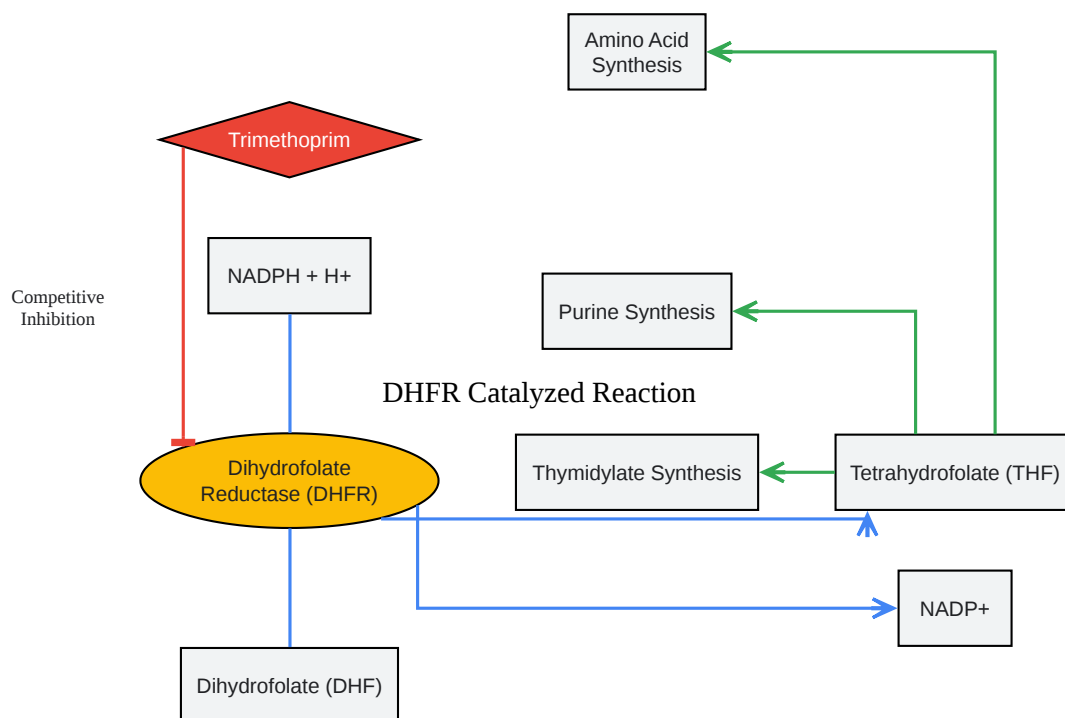 Amino Acid
Synthesis
Trimethoprim
NADPH + H+
Competitive
Inhibition
Purine Synthesis
DHFR Catalyzed Reaction
Dihydrofolate
Reductase (DHFR)
Thymidylate Synthesis
Tetrahydrofolate (THF)
NADP+
Dihydrofolate (DHF)